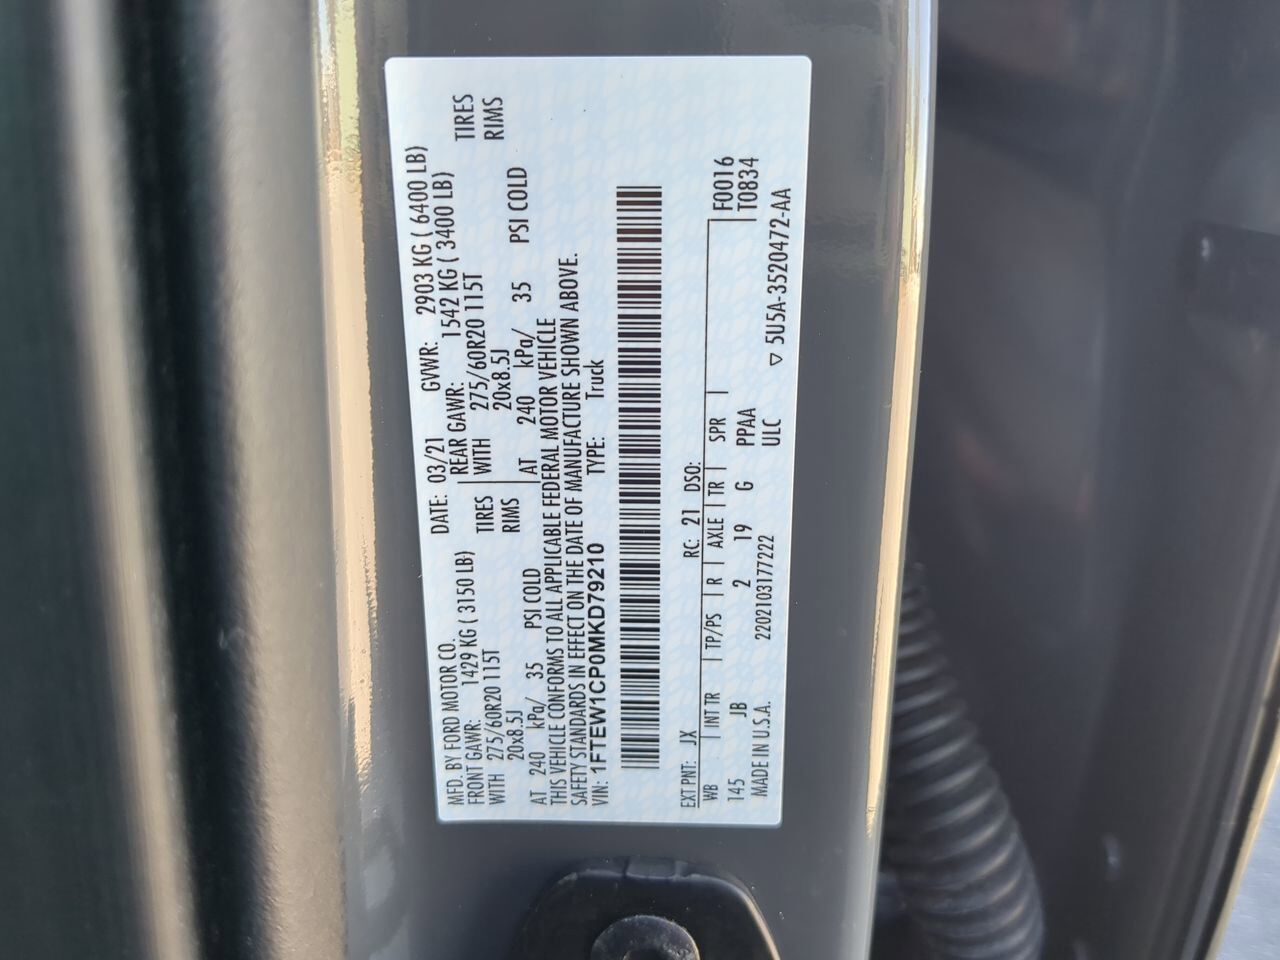 MFD. BY FORD MOTOR CO.
DATE: 03/21 GVWR: 2903 KG ( 6400 LB)
FRONT GAWR: 1429 KG ( 3150 LB) REAR GAWR: 1542 KG ( 3400 LB)
WITH 275/60R20 115T TIRES WITH 275/60R20 115T TIRES
20x8.5J RIMS 20x8.5J RIMS
AT 240 kPa/ 35 PSI COLD AT 240 kPa/ 35 PSI COLD
THIS VEHICLE CONFORMS TO ALL APPLICABLE FEDERAL MOTOR VEHICLE
SAFETY STANDARDS IN EFFECT ON THE DATE OF MANUFACTURE SHOWN ABOVE.
VIN: 1FTEW1CP0MKD79210 TYPE: Truck
EXT PNT: JX RC: 21 DSO:
WB INT TR TP/PS R AXLE TR SPR F0016
145 JB 2 19 G PPAA T0834
MADE IN U.S.A. 2202103177222 ULC ▽ 5U5A-3520472-AA